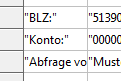 "BLZ:" "51390
"Konto:" "00000
"Abfrage vo "Must